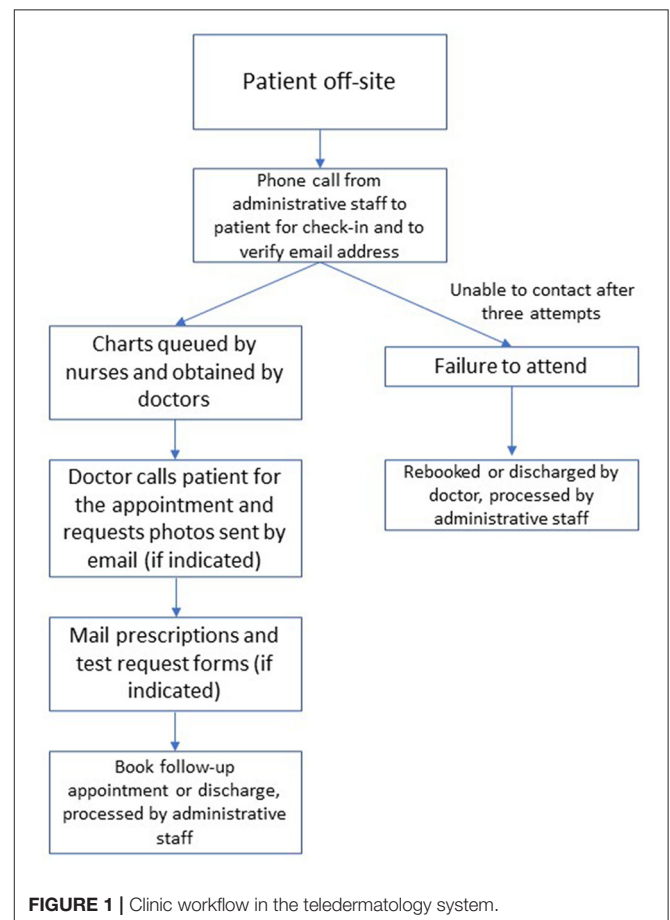 Patient off-site
Phone call from
administrative staff to
patient for check-in and to
verify email address
Unable to contact after
three attempts
Charts queued by
nurses and obtained by
doctors
Failure to attend
Doctor calls patient for
the appointment and
requests photos sent by
email (if indicated)
Rebooked or discharged by
doctor, processed by
administrative staff
Mail prescriptions and
test request forms (if
indicated)
Book follow-up
appointment or discharge,
processed by administrative
staff
FIGURE 1 | Clinic workflow in the teledermatology system.